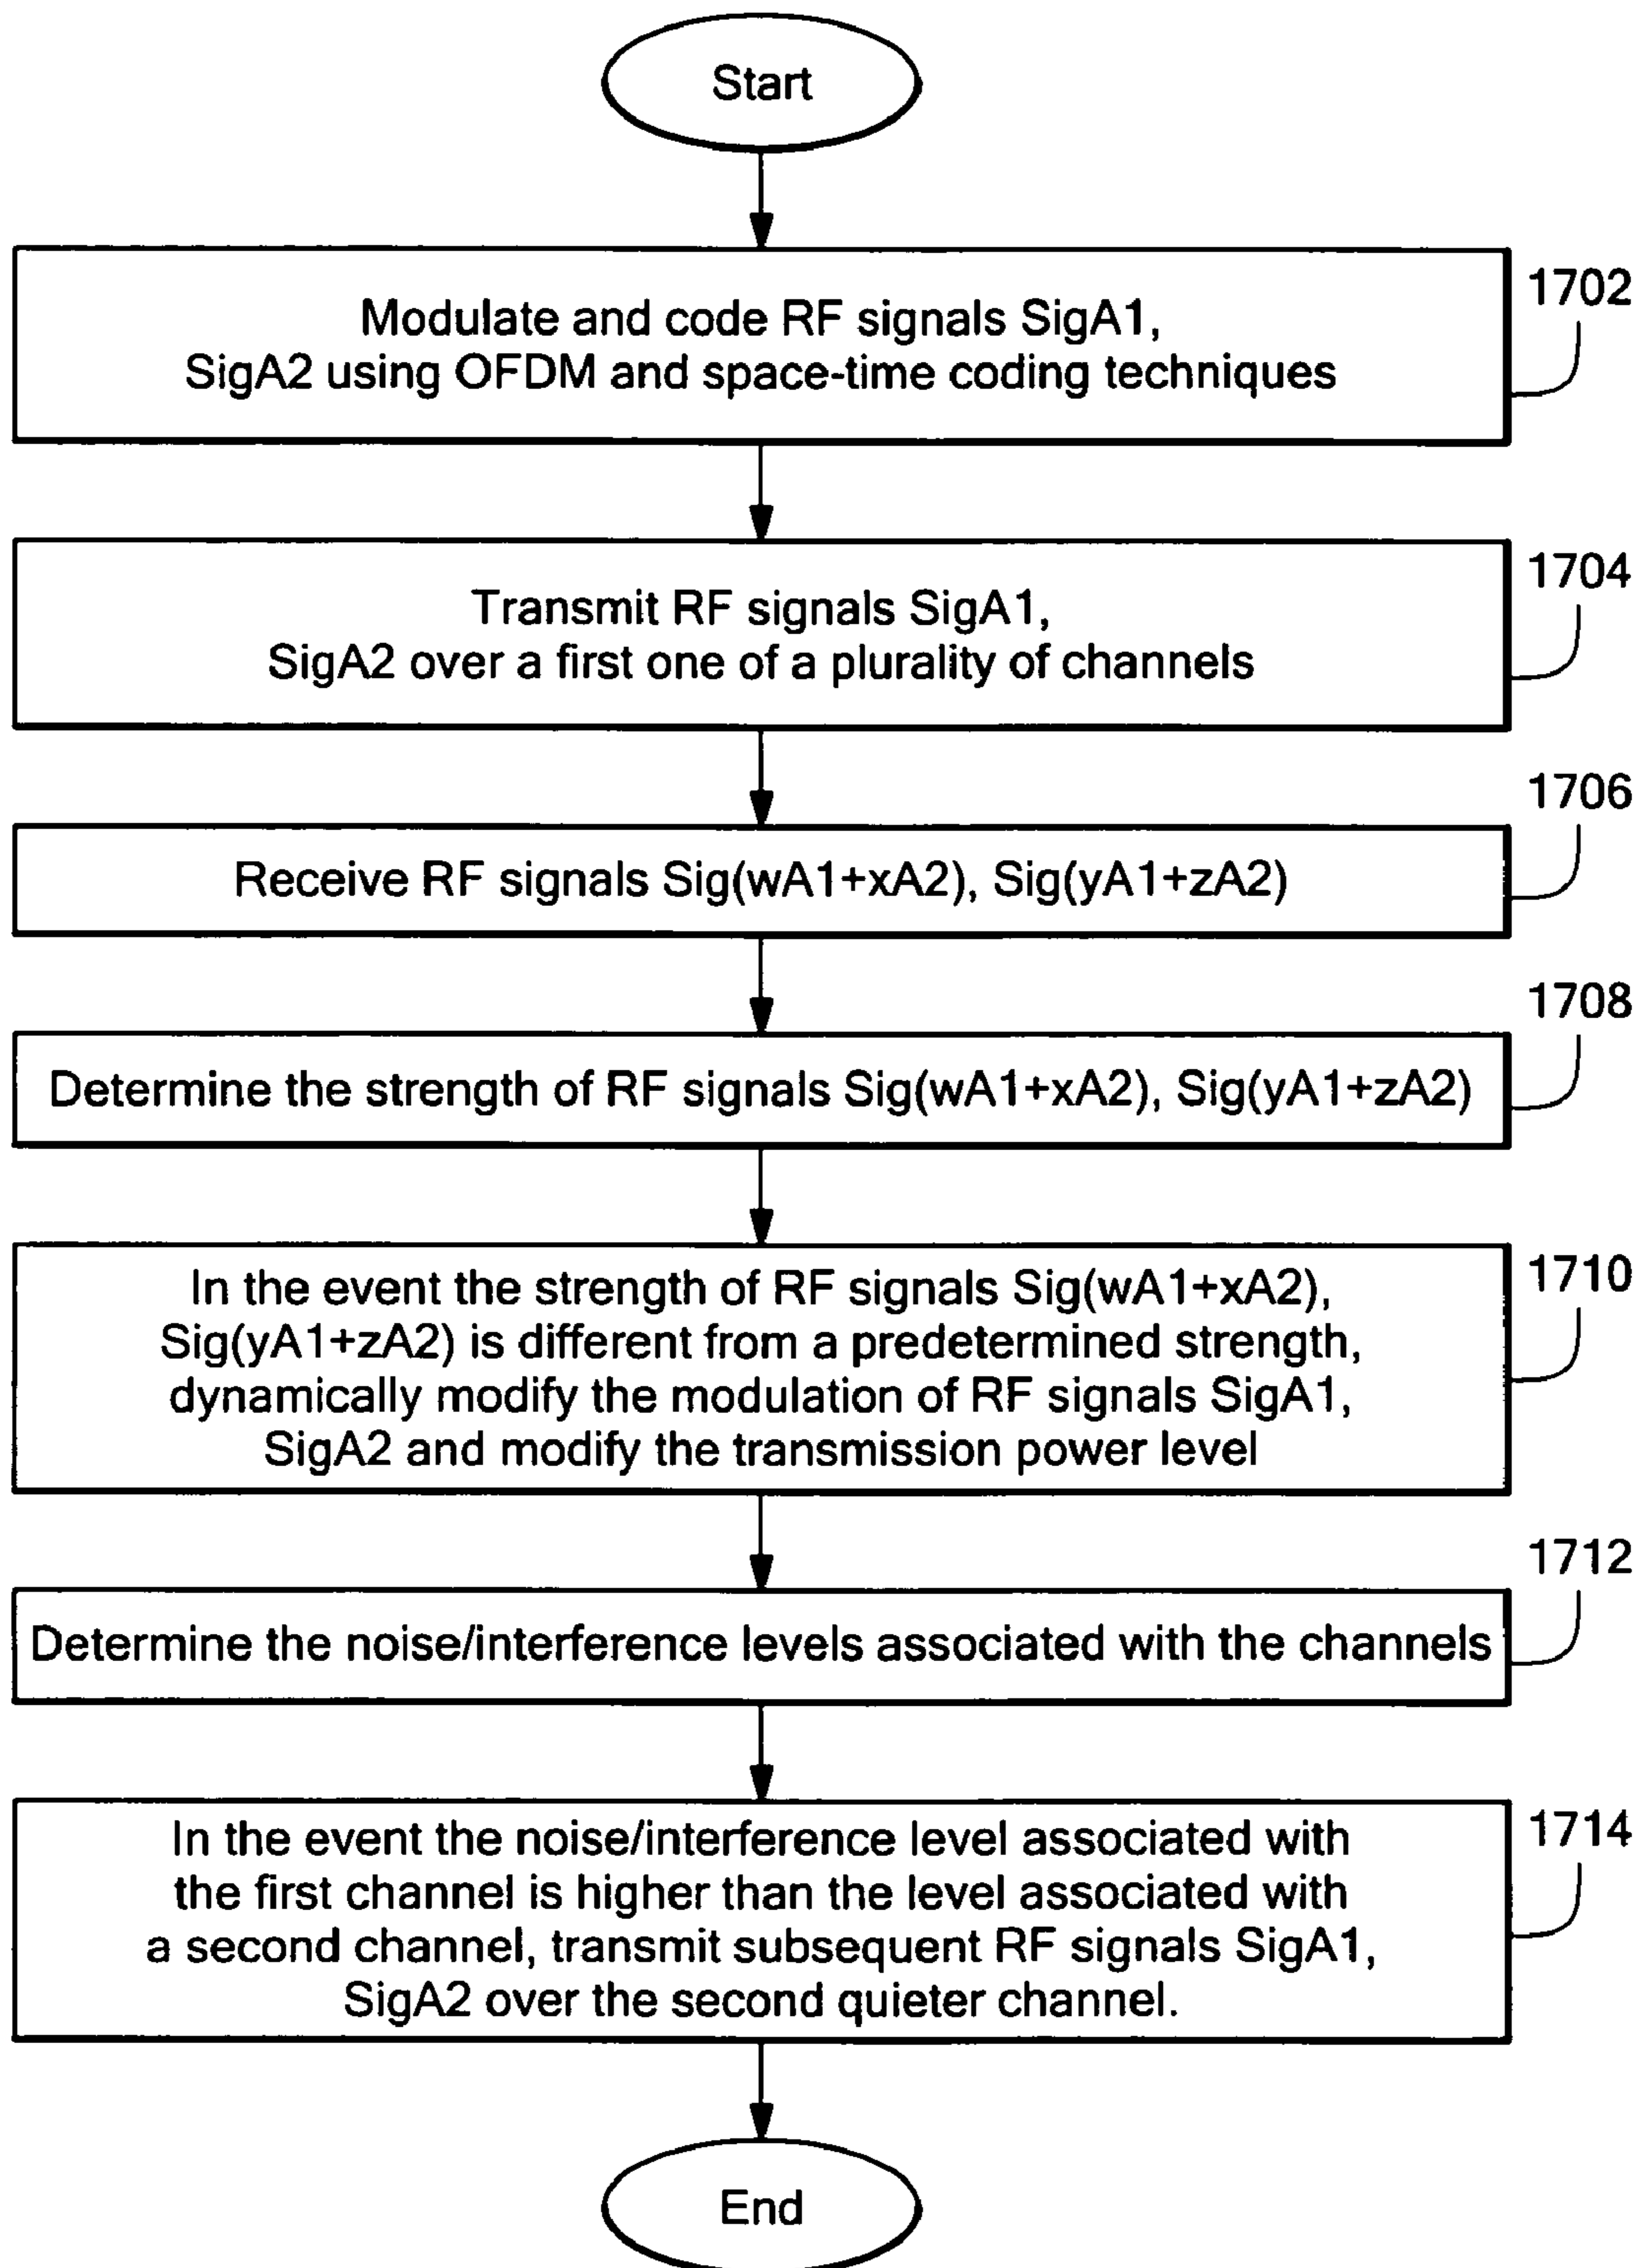 Start
1702
Modulate and code RF signals SigA1,
SigA2 using OFDM and space-time coding techniques
1704
Transmit RF signals SigA1,
SigA2 over a first one of a plurality of channels
1706
Receive RF signals Sig(wA1+xA2), Sig(yA1+zA2)
1708
Determine the strength of RF signals Sig(wA1+xA2), Sig(yA1+zA2)
1710
In the event the strength of RF signals Sig(wA1+xA2),
Sig(yA1+zA2) is different from a predetermined strength,
dynamically modify the modulation of RF signals SigA1,
SigA2 and modify the transmission power level
1712
Determine the noise/interference levels associated with the channels
1714
In the event the noise/interference level associated with
the first channel is higher than the level associated with
a second channel, transmit subsequent RF signals SigA1,
SigA2 over the second quieter channel.
End